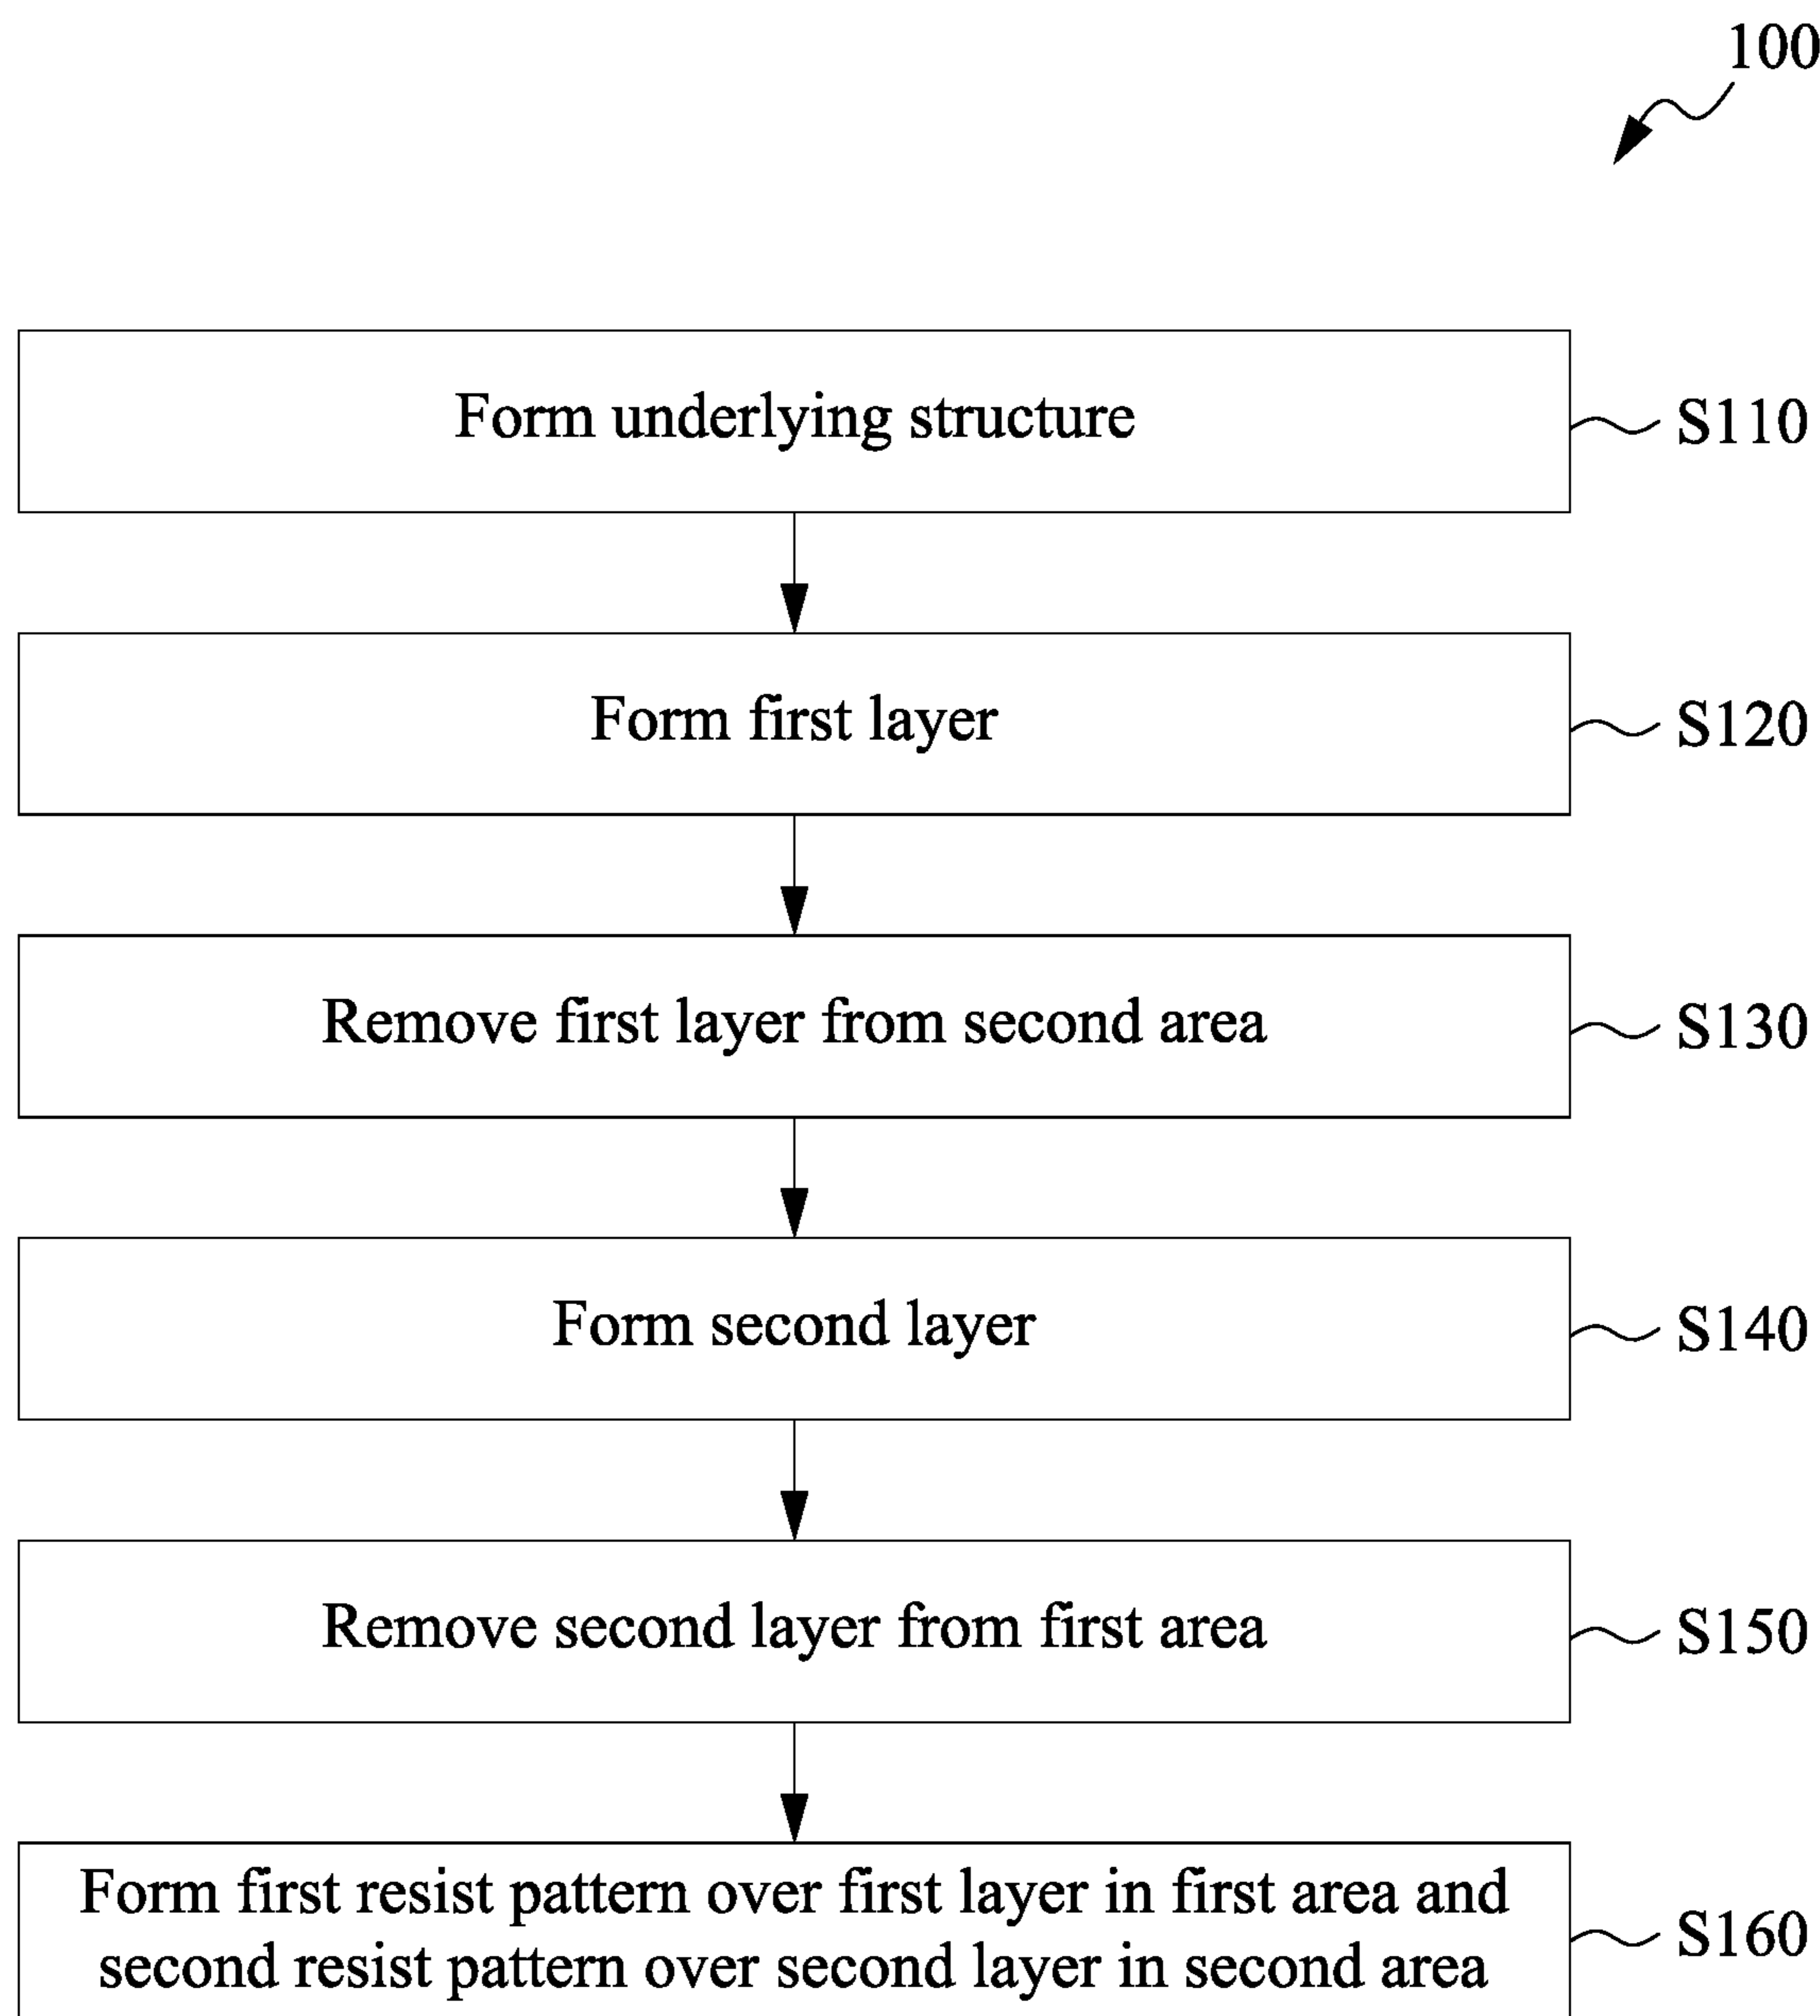 100
Form underlying structure
S110
Form first layer
S120
Remove first layer from second area
S130
Form second layer
S140
Remove second layer from first area
S150
Form first resist pattern over first layer in first area and
second resist pattern over second layer in second area
S160